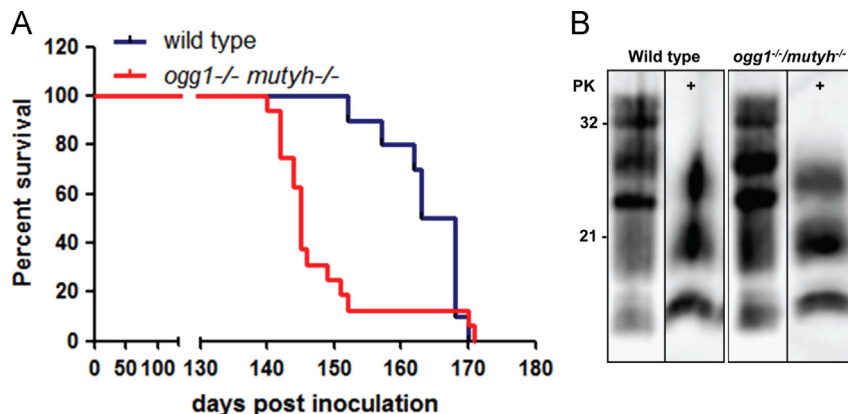 A
wild type
ogg1-/- mutyh-/-
Percent survival
120
100
80
60
40
20
0
0 50 100 130 140 150 160 170 180
days post inoculation
B
Wild type ogg1-/-/mutyh-/-
PK + +
32 -
21 -